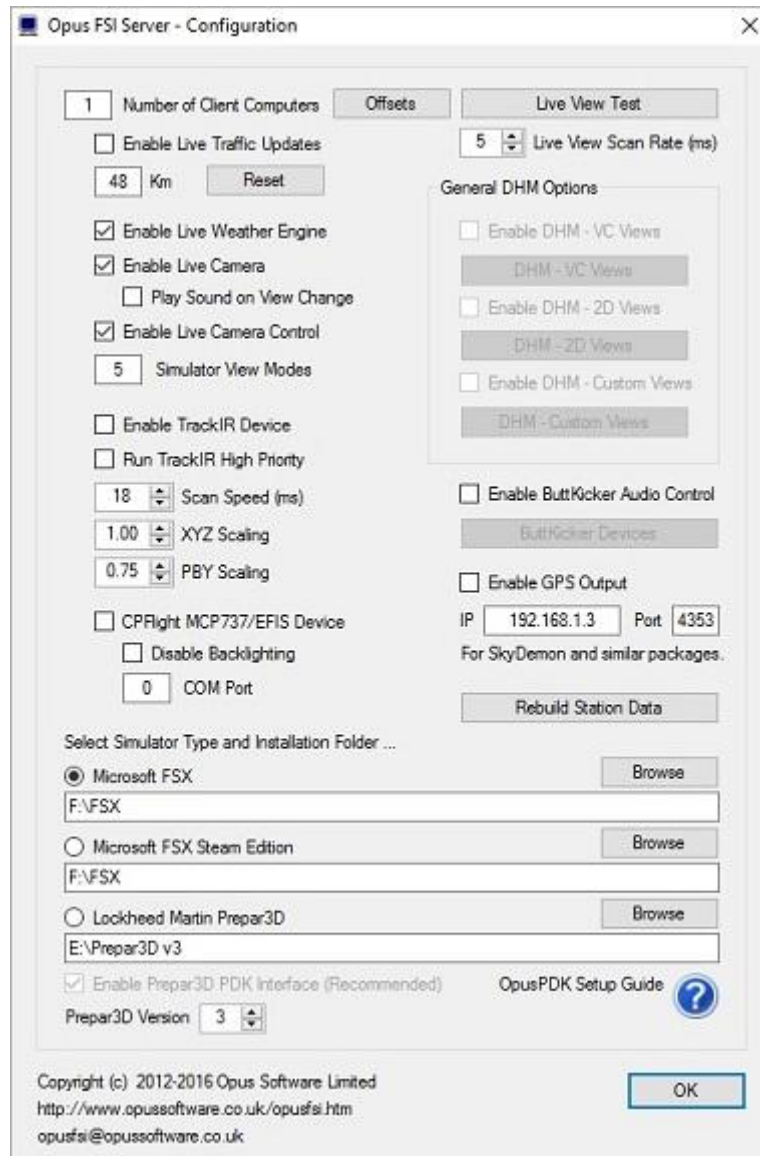 Opus FSI Server - Configuration
1 Number of Client Computers Offsets Live View Test
Enable Live Traffic Updates
5 Live View Scan Rate (ms)
48 Km Reset
General DHM Options
Enable Live Weather Engine
Enable DHM - VC Views
Enable Live Camera
DHM - VC Views
Play Sound on View Change
Enable DHM - 2D Views
Enable Live Camera Control
DHM - 2D Views
5 Simulator View Modes
Enable DHM - Custom Views
DHM - Custom Views
Enable TrackIR Device
Run TrackIR High Priority
18 Scan Speed (ms)
Enable ButtKicker Audio Control
1.00 XYZ Scaling
ButtKicker Devices
0.75 PBY Scaling
Enable GPS Output
CPFlight MCP737/EFIS Device
IP 192.168.1.3 Port 4353
Disable Backlighting
For SkyDemon and similar packages.
0 COM Port
Rebuild Station Data
Select Simulator Type and Installation Folder ...
Microsoft FSX Browse
F:\FSX
Microsoft FSX Steam Edition Browse
F:\FSX
Lockheed Martin Prepar3D Browse
E:\Prepar3D v3
Enable Prepar3D PDK Interface (Recommended) OpusPDK Setup Guide ?
Prepar3D Version 3
Copyright (c) 2012-2016 Opus Software Limited
OK
http://www.opussoftware.co.uk/opusfsi.htm
opusfsi@opussoftware.co.uk